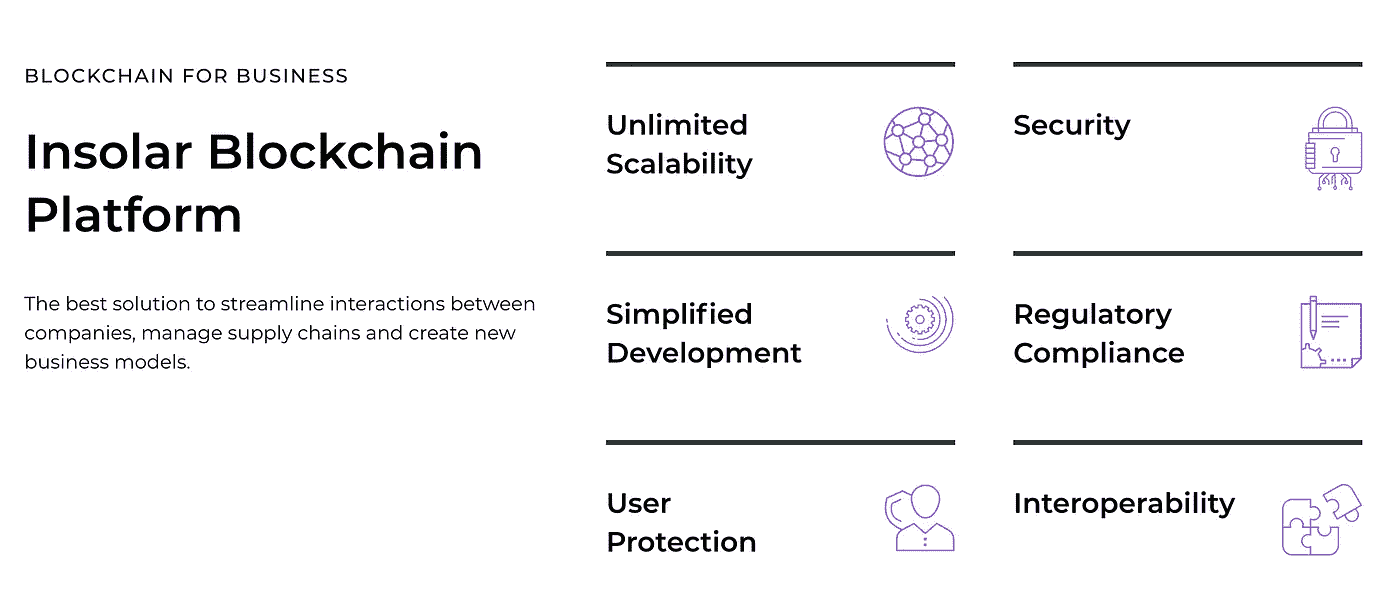 BLOCKCHAIN FOR BUSINESS
Insolar Blockchain
Platform
The best solution to streamline interactions between
companies, manage supply chains and create new
business models.
Unlimited
Scalability
Security
Simplified
Development
Regulatory
Compliance
User
Protection
Interoperability